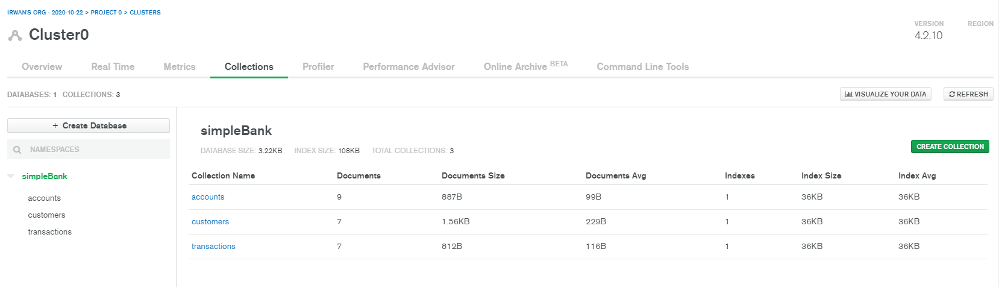 IRWAN'S ORG - 2020-10-22 > PROJECT 0 > CLUSTERS
Cluster0
VERSION REGION
4.2.10
Overview Real Time Metrics Collections Profiler Performance Advisor Online Archive BETA Command Line Tools
DATABASES: 1 COLLECTIONS: 3
VISUALIZE YOUR DATA REFRESH
+ Create Database
NAMESPACES
simpleBank
accounts
customers
transactions
simpleBank
DATABASE SIZE: 3.22KB INDEX SIZE: 108KB TOTAL COLLECTIONS: 3
CREATE COLLECTION
Collection Name Documents Documents Size Documents Avg Indexes Index Size Index Avg
accounts 9 887B 99B 1 36KB 36KB
customers 7 1.56KB 229B 1 36KB 36KB
transactions 7 812B 116B 1 36KB 36KB